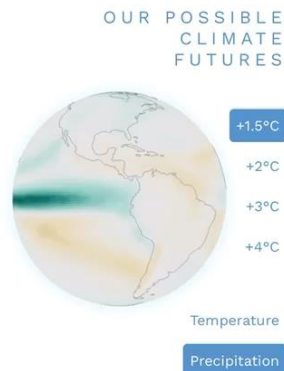 OUR POSSIBLE
CLIMATE
FUTURES
+1.5°C
+2°C
+3°C
+4°C
Temperature
Precipitation